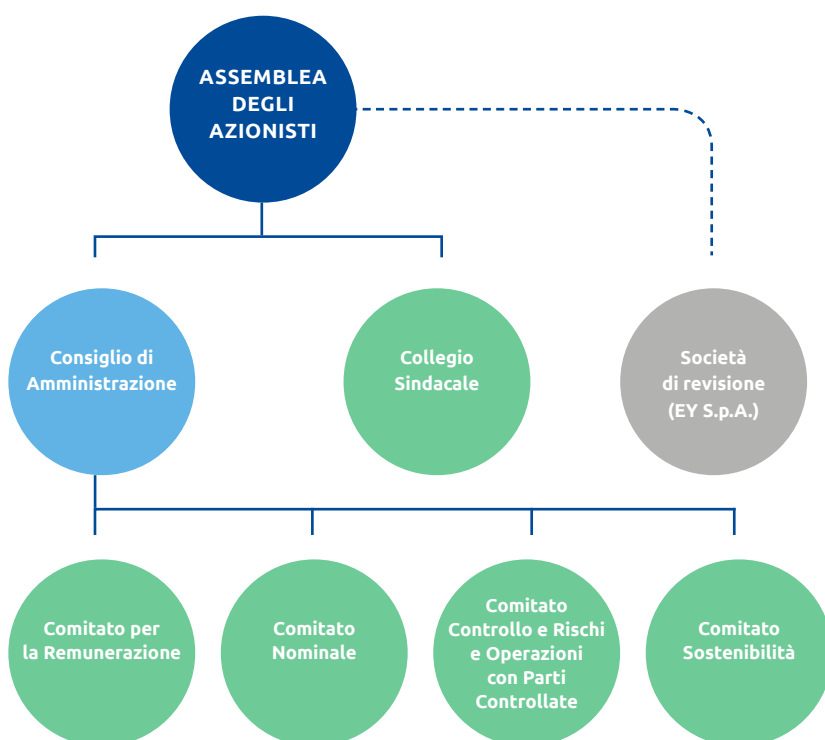 ASSEMBLEA
DEGLI
AZIONISTI
Consiglio di
Amministrazione
Collegio
Sindacale
Società
di revisione
(EY S.p.A.)
Comitato per
la Remunerazione
Comitato
Nominale
Comitato
Controllo e Rischi
e Operazioni
con Parti
Controllate
Comitato
Sostenibilità